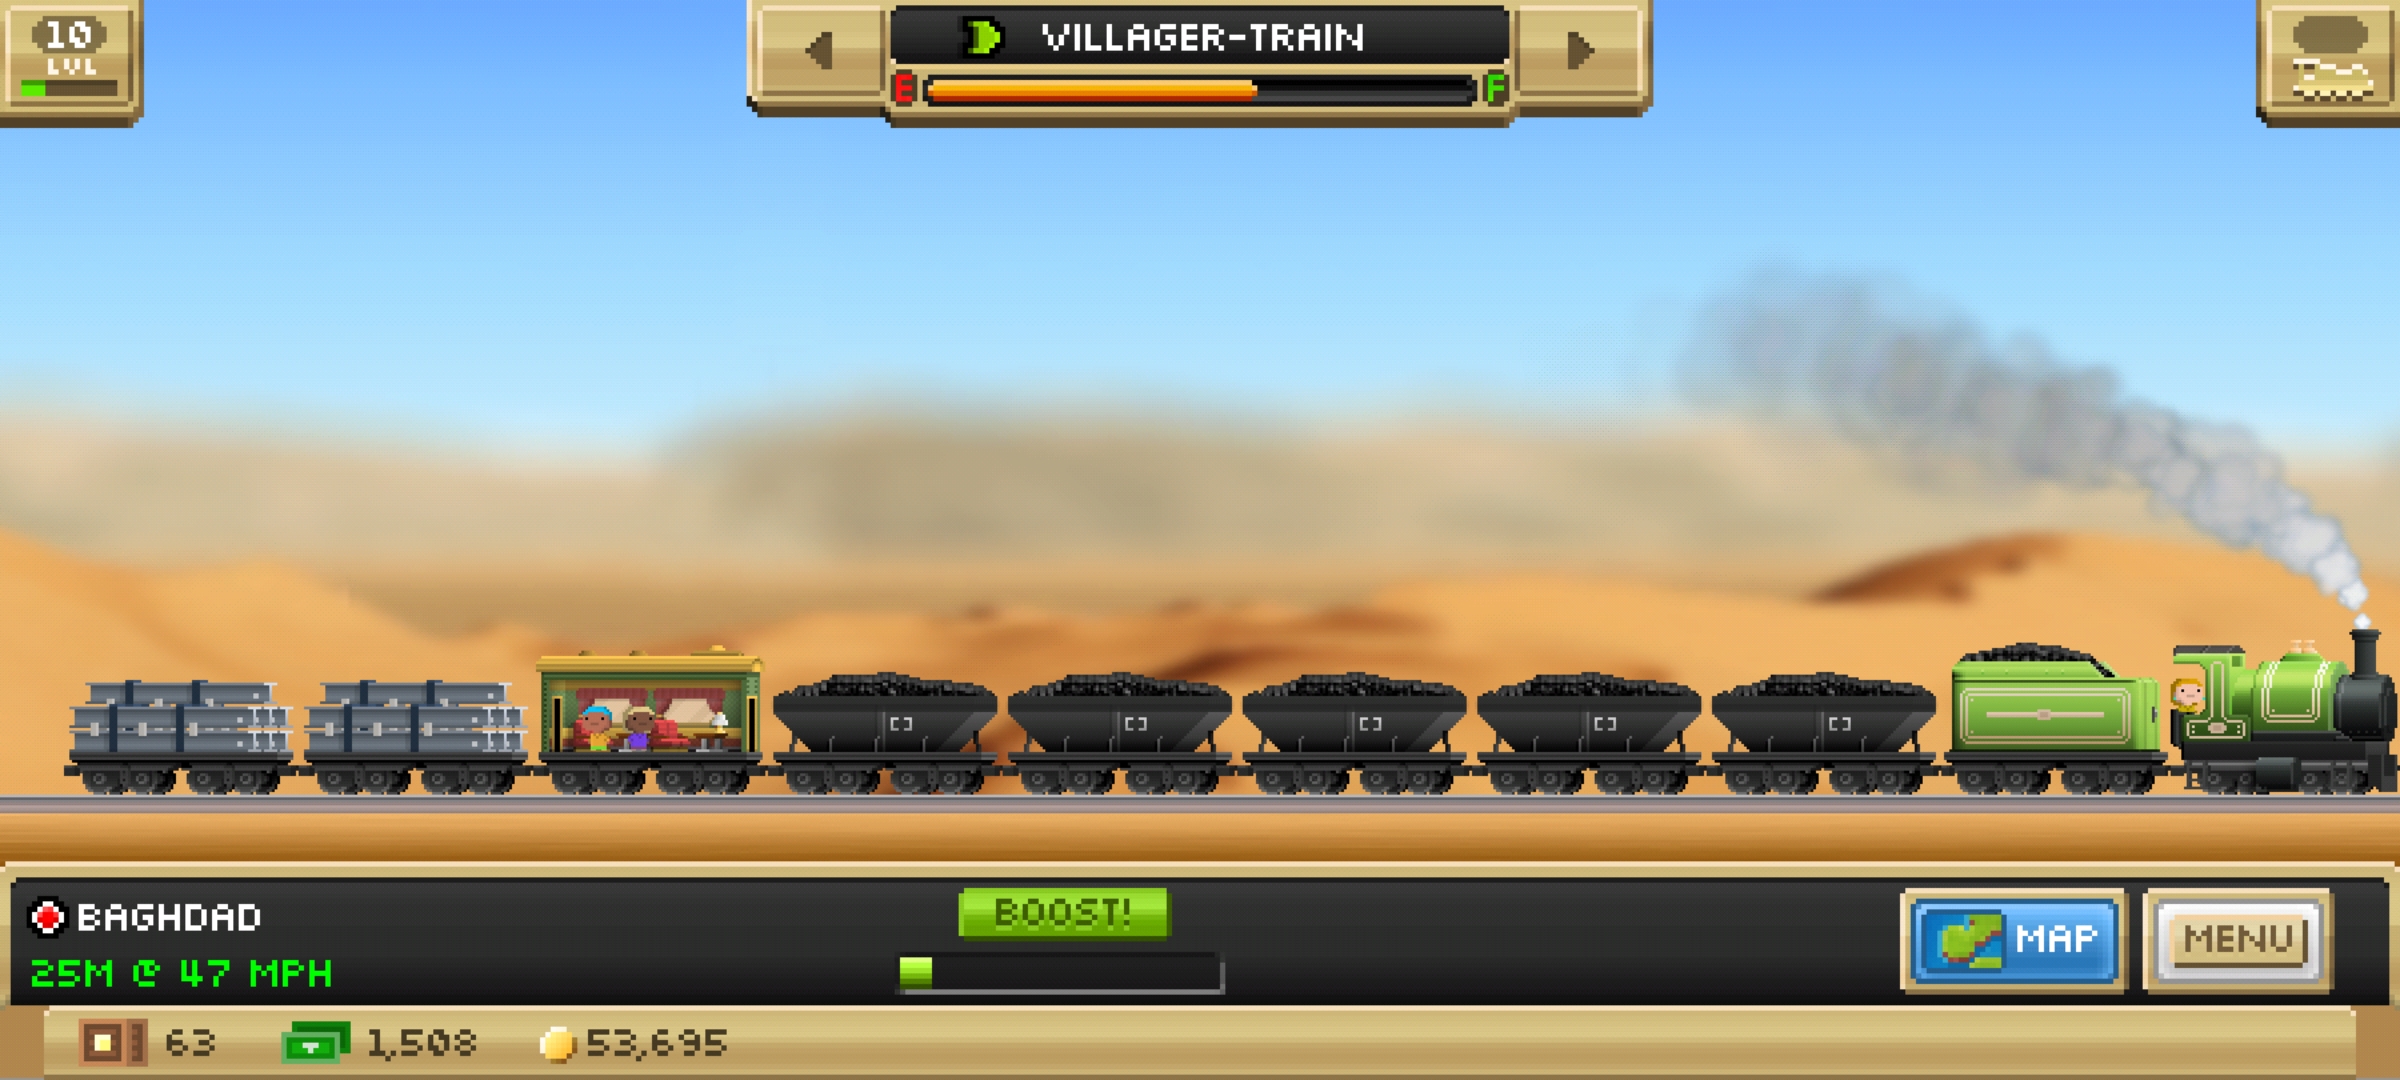 10
LVL
VILLAGER-TRAIN
E F
BAGHDAD
25M @ 47 MPH
BOOST!
MAP
MENU
63 1,508 53,695